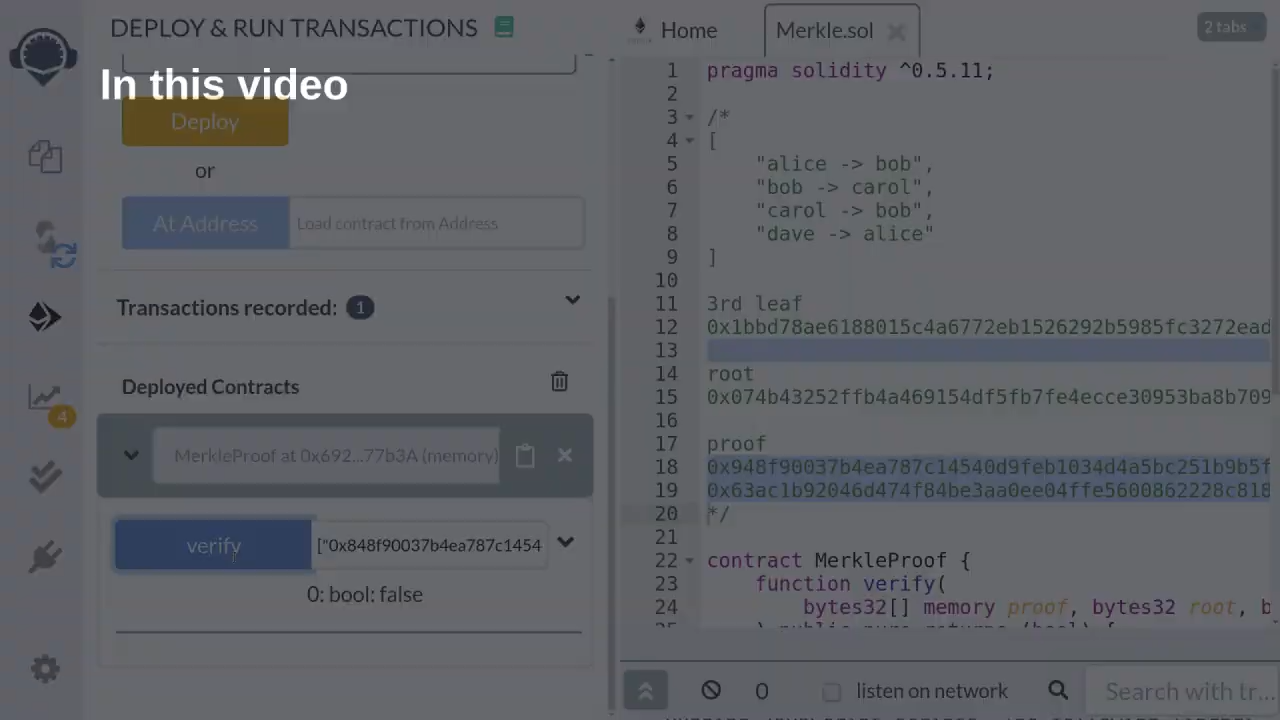 DEPLOY & RUN TRANSACTIONS
In this video
Deploy
or
At Address
Load contract from Address
Transactions recorded: 1
Deployed Contracts
4
MerkleProof at 0x692...77b3A (memory)
verify
["0x848f90037b4ea787c1454
0: bool: false
Home
Merkle.sol
2 tabs
1 pragma solidity ^0.5.11;
2
3 /*
4 [
5 "alice -> bob",
6 "bob -> carol",
7 "carol -> bob",
8 "dave -> alice"
9 ]
10
11 3rd leaf
12 0x1bbd78ae6188015c4a6772eb1526292b5985fc3272ead
13
14 root
15 0x074b43252ffb4a469154df5fb7fe4ecce30953ba8b709
16
17 proof
18 0x948f90037b4ea787c14540d9feb1034d4a5bc251b9b5f
19 0x63ac1b92046d474f84be3aa0ee04ffe5600862228c818
20 */
21
22 contract MerkleProof {
23 function verify(
24 bytes32[] memory proof, bytes32 root, b
25 ) public pure returns (bool) {
0
listen on network
Search with tr...